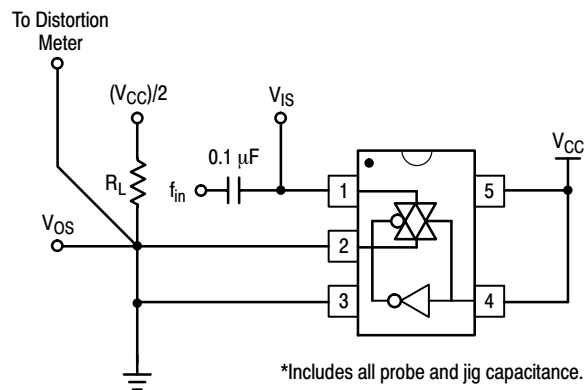 To Distortion
Meter
(VCC)/2
VIS
VCC
0.1 μF
RL
fin
1
5
VOS
2
3
4
*Includes all probe and jig capacitance.